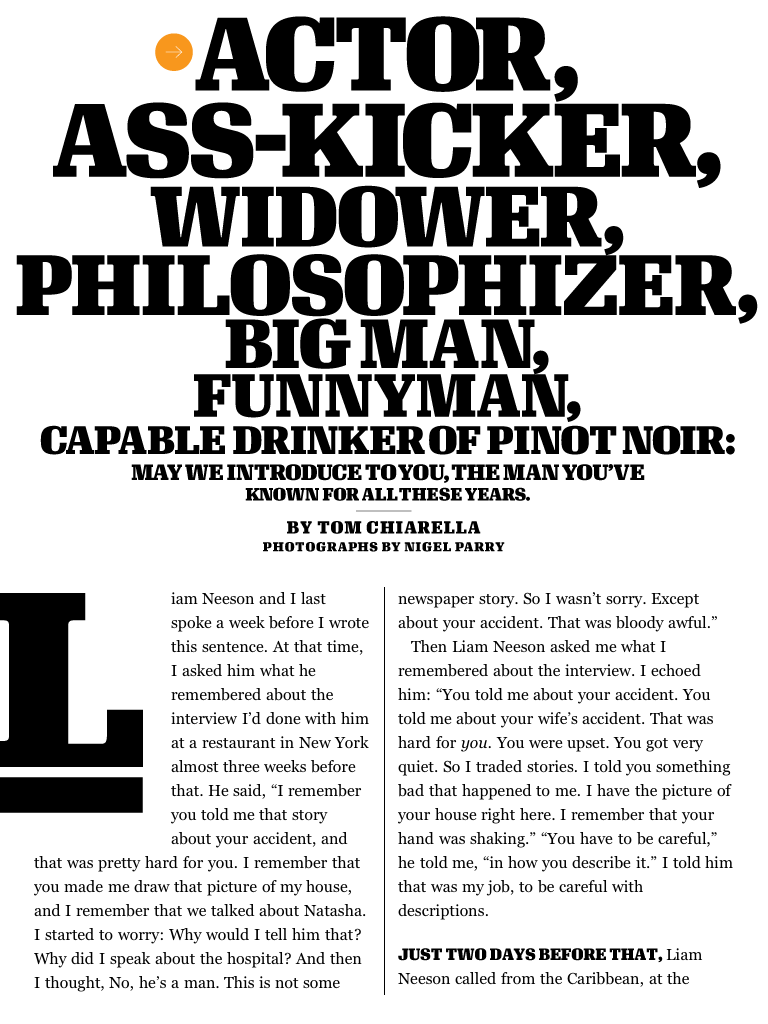 ACTOR,
ASS-KICKER,
WIDOWER,
PHILOSOPHIZER,
BIG MAN,
FUNNYMAN,
CAPABLE DRINKER OF PINOT NOIR:
MAY WE INTRODUCE TO YOU, THE MAN YOU’VE
KNOWN FOR ALL THESE YEARS.
BY TOM CHIARELLA
PHOTOGRAPHS BY NIGEL PARRY
Liam Neeson and I last
spoke a week before I wrote
this sentence. At that time,
I asked him what he
remembered about the
interview I’d done with him
at a restaurant in New York
almost three weeks before
that. He said, “I remember
you told me that story
about your accident, and
that was pretty hard for you. I remember that
you made me draw that picture of my house,
and I remember that we talked about Natasha.
I started to worry: Why would I tell him that?
Why did I speak about the hospital? And then
I thought, No, he’s a man. This is not some
newspaper story. So I wasn’t sorry. Except
about your accident. That was bloody awful.”
Then Liam Neeson asked me what I
remembered about the interview. I echoed
him: “You told me about your accident. You
told me about your wife’s accident. That was
hard for you. You were upset. You got very
quiet. So I traded stories. I told you something
bad that happened to me. I have the picture of
your house right here. I remember that your
hand was shaking.” “You have to be careful,”
he told me, “in how you describe it.” I told him
that was my job, to be careful with
descriptions.
JUST TWO DAYS BEFORE THAT, Liam
Neeson called from the Caribbean, at the